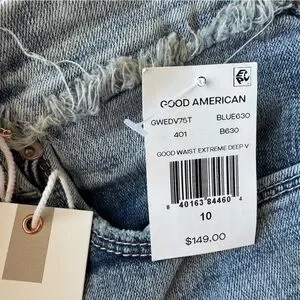 GOOD AMERICAN
GWEDV75T BLUE630
401 B630
GOOD WAIST EXTREME DEEP V
8 40163 84460 4
10
$149.00